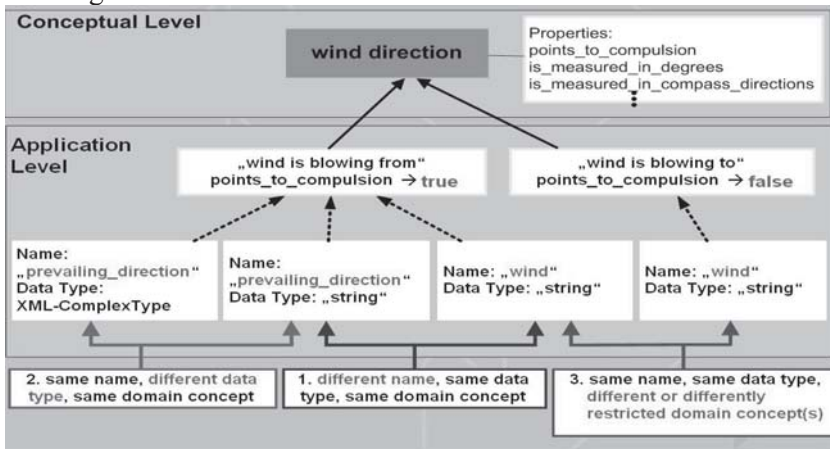 Conceptual Level
wind direction
Properties:
points_to_compulsion
is_measured_in_degrees
is_measured_in_compass_directions
Application
Level
„wind is blowing from“
points_to_compulsion → true
„wind is blowing to“
points_to_compulsion → false
Name:
„prevailing_direction“
Data Type:
XML-ComplexType
Name:
„prevailing_direction“
Data Type: „string“
Name: „wind“
Data Type: „string“
Name: „wind“
Data Type: „string“
2. same name, different data
type, same domain concept
1. different name, same data
type, same domain concept
3. same name, same data type,
different or differently
restricted domain concept(s)